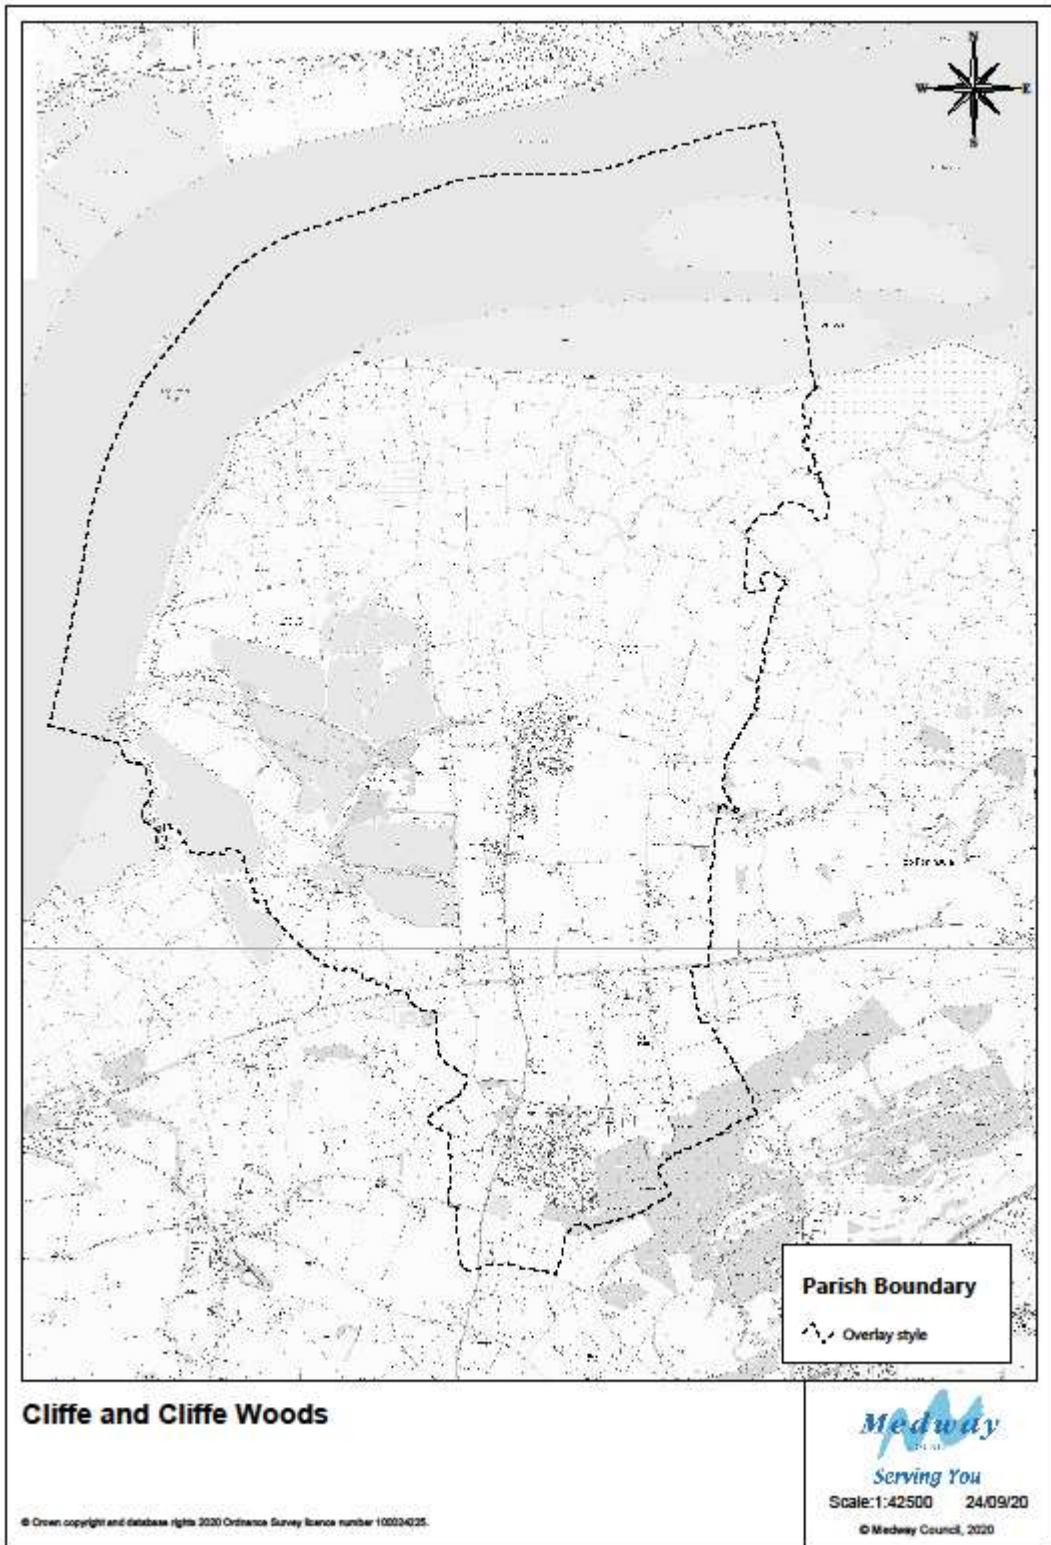 N
W E
S
Parish Boundary
Overlay style
Cliffe and Cliffe Woods
Medway
Serving You
Scale:1:42500 24/09/20
© Medway Council, 2020
© Crown copyright and database rights 2020 Ordnance Survey licence number 100024225.